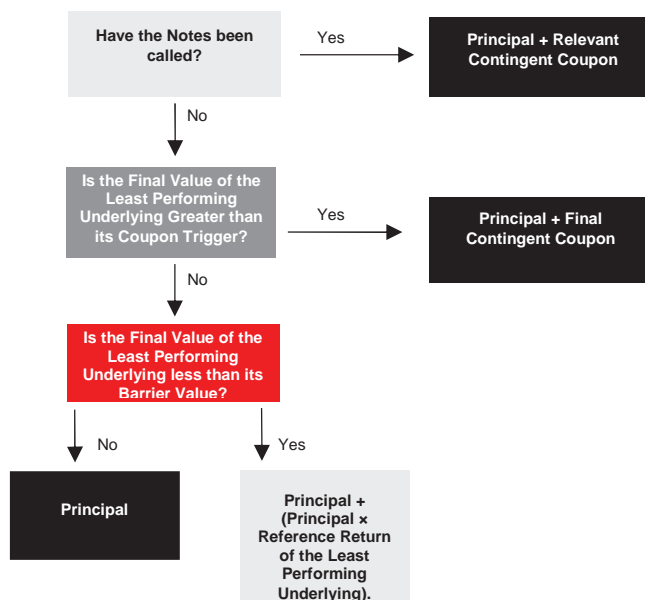 Have the Notes been
called?
Yes
Principal + Relevant
Contingent Coupon
No
Is the Final Value of the
Least Performing
Underlying Greater than
its Coupon Trigger?
Yes
Principal + Final
Contingent Coupon
No
Is the Final Value of the
Least Performing
Underlying less than its
Barrier Value?
No
Yes
Principal
Principal +
(Principal ×
Reference Return
of the Least
Performing
Underlying).